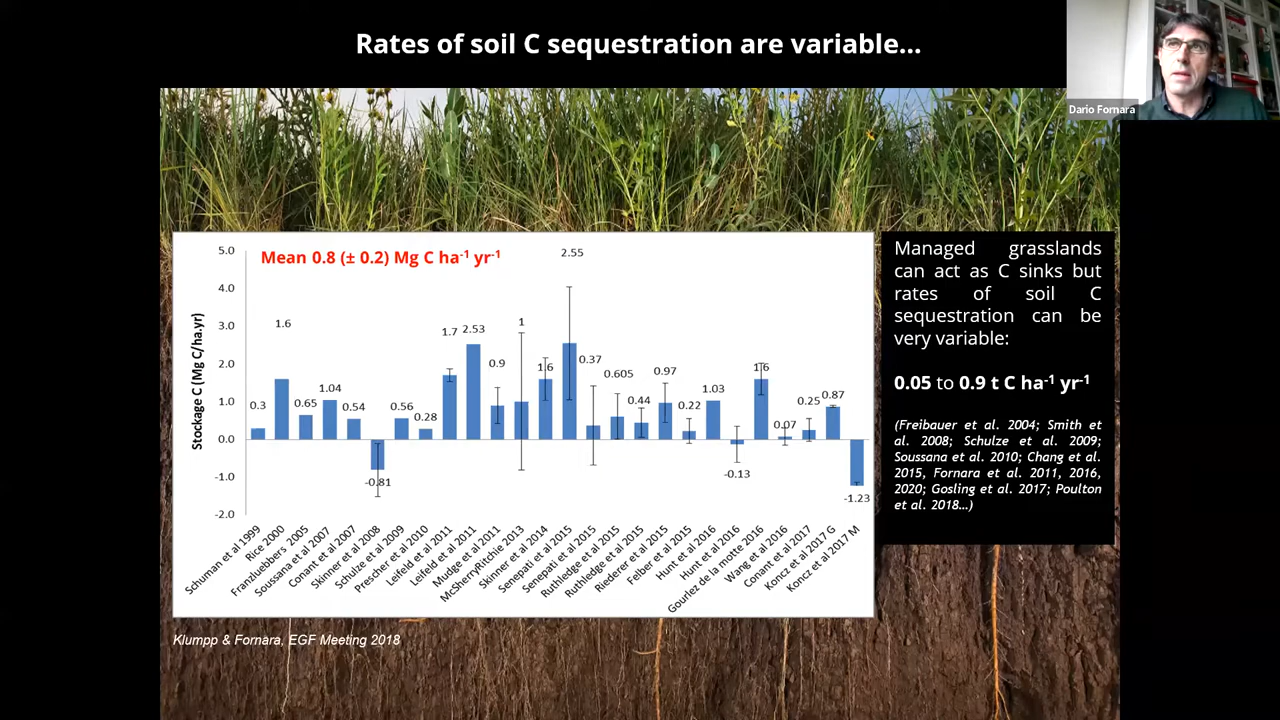 Rates of soil C sequestration are variable...
Dario Fornara
Mean 0.8 (± 0.2) Mg C ha-1 yr-1
Stockage C (Mg C/ha.yr)
5.0
4.0
3.0
2.0
1.0
0.0
-1.0
-2.0
0.3
1.6
0.65
1.04
0.54
-0.81
0.56
0.28
1.7
2.53
0.9
1
1.6
2.55
0.37
0.605
0.44
0.97
0.22
1.03
-0.13
1.6
0.07
0.25
0.87
-1.23
Schuman et al 1999
Rice 2000
Franzluebbers 2005
Soussana et al 2007
Conant et al 2007
Skinner et al 2008
Schulze et al 2009
Prescher et al 2010
Leifeld et al 2011
Leifeld et al 2011
Mudge et al 2011
McSherryRitchie 2013
Skinner et al 2014
Senepati et al 2015
Senepati et al 2015
Ruthledge et al 2015
Ruthledge et al 2015
Riederer et al 2015
Felber et al 2015
Hunt et al 2016
Hunt et al 2016
Gourlez de la motte 2016
Wang et al 2016
Conant et al 2017
Koncz et al 2017 G
Koncz et al 2017 M
Managed grasslands
can act as C sinks but
rates of soil C
sequestration can be
very variable:
0.05 to 0.9 t C ha-1 yr-1
(Freibauer et al. 2004; Smith et
al. 2008; Schulze et al. 2009;
Soussana et al. 2010; Chang et al.
2015, Fornara et al. 2011, 2016,
2020; Gosling et al. 2017; Poulton
et al. 2018...)
Klumpp & Fornara, EGF Meeting 2018